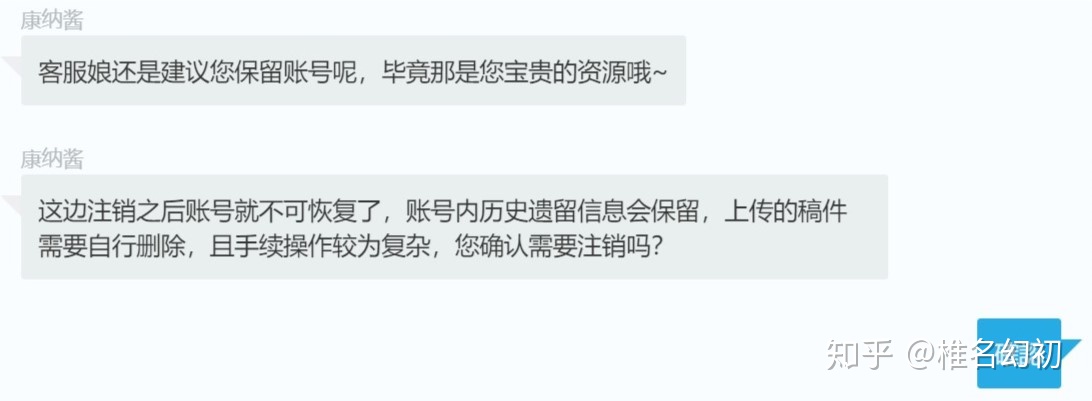 康纳酱
客服娘还是建议您保留账号呢，毕竟那是您宝贵的资源哦~
康纳酱
这边注销之后账号就不可恢复了，账号内历史遗留信息会保留，上传的稿件
需要自行删除，且手续操作较为复杂，您确认需要注销吗？
知乎 @椎名幻初